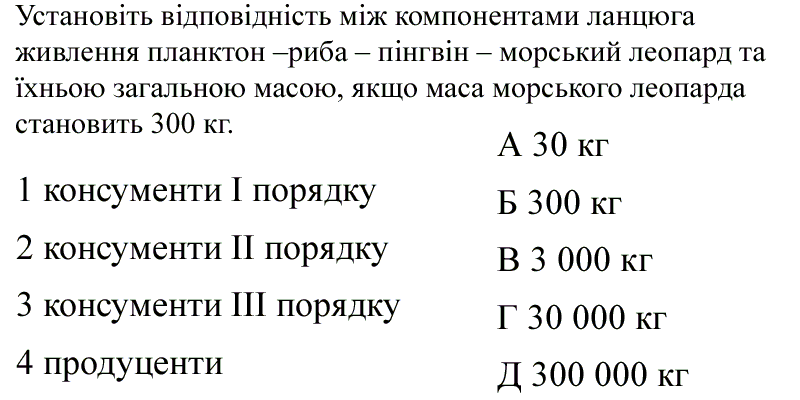 Установіть відповідність між компонентами ланцюга
живлення планктон –риба – пінгвін – морський леопард та
їхньою загальною масою, якщо маса морського леопарда
становить 300 кг.
1 консументи І порядку
2 консументи ІІ порядку
3 консументи ІІІ порядку
4 продуценти
А 30 кг
Б 300 кг
В 3 000 кг
Г 30 000 кг
Д 300 000 кг